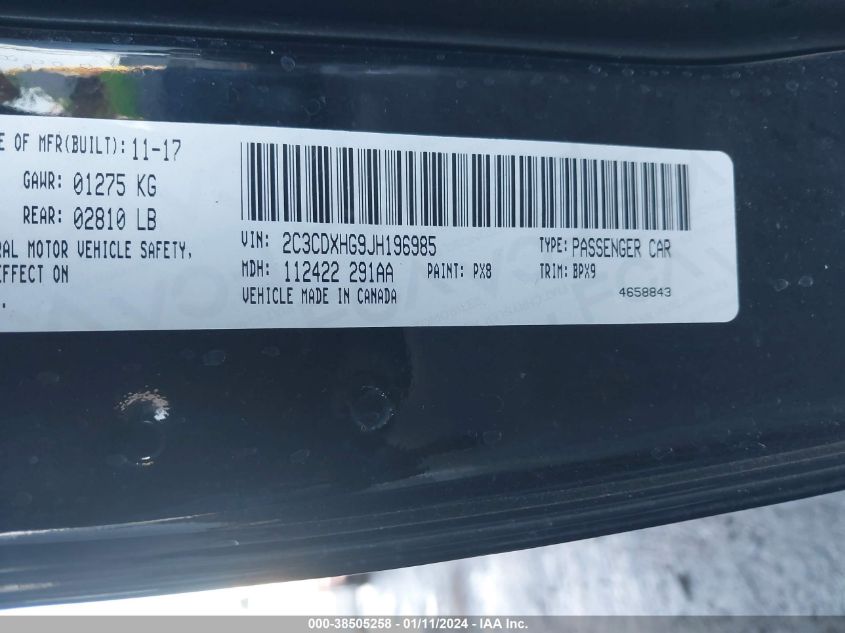 E OF MFR(BUILT): 11-17
GAWR: 01275 KG
REAR: 02810 LB
RAL MOTOR VEHICLE SAFETY,
EFFECT ON
VIN: 2C3CDXHG9JH196985
TYPE: PASSENGER CAR
MDH: 112422 291AA
PAINT: PX8
TRIM: BPX9
VEHICLE MADE IN CANADA
4658843
000-38505258 - 01/11/2024 - IAA Inc.